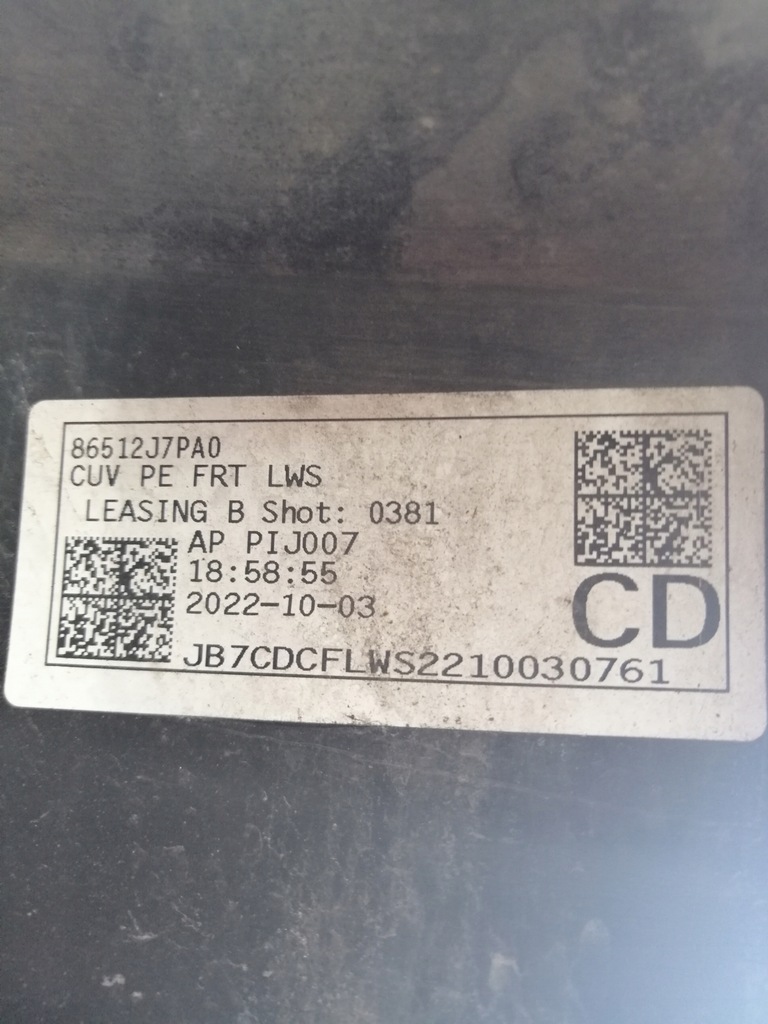 86512J7PA0
CUV PE FRT LWS
LEASING B Shot: 0381
AP PIJ007
18:58:55
2022-10-03
CD
JB7CDCFLWS2210030761